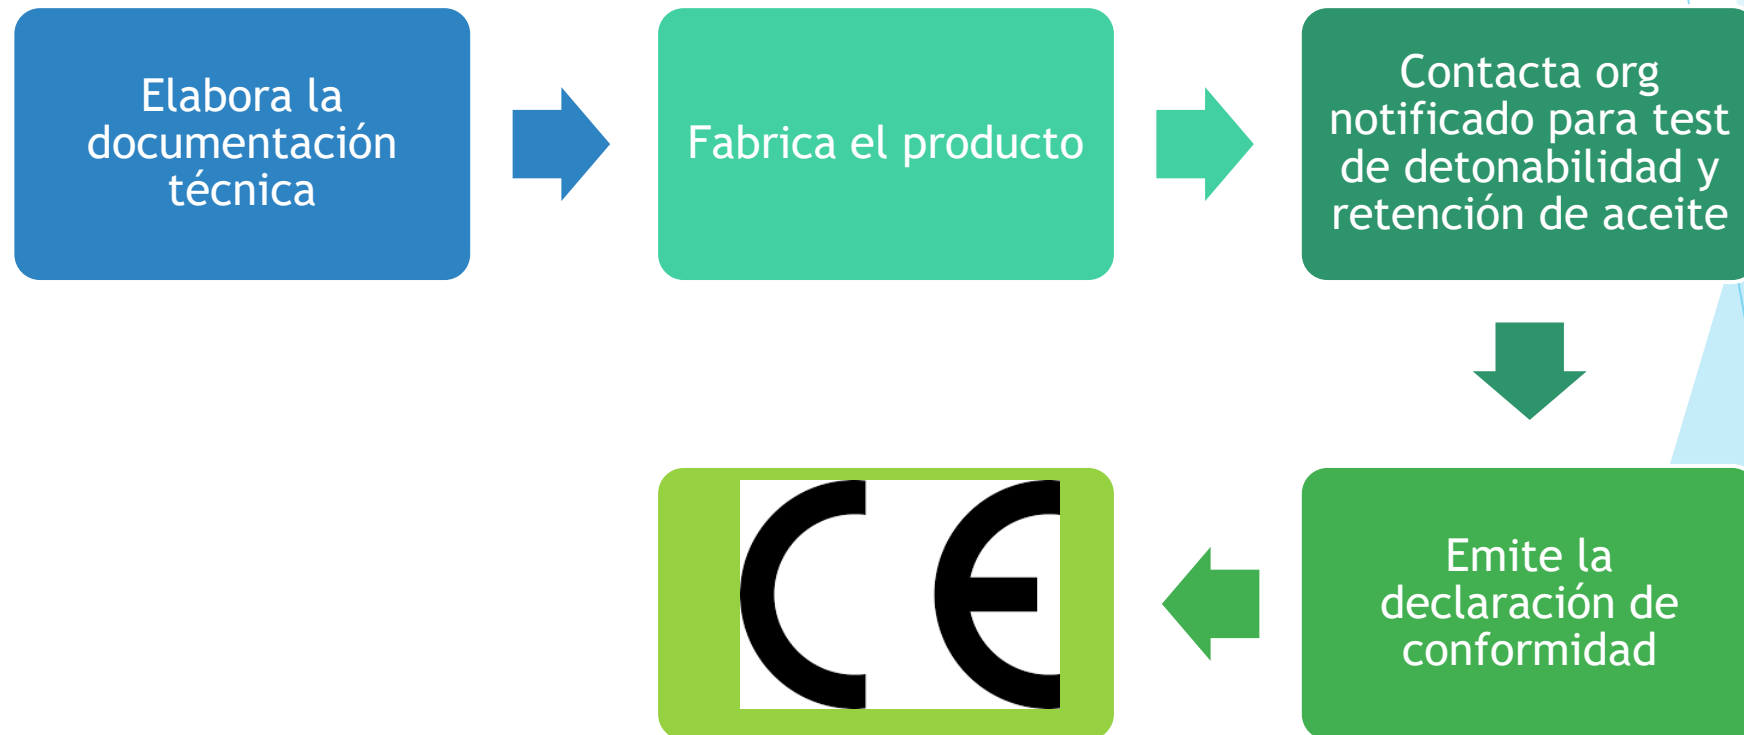 Elabora la
documentación
técnica
Fabrica el producto
Contacta org
notificado para test
de detonabilidad y
retención de aceite
Emite la
declaración de
conformidad
CE